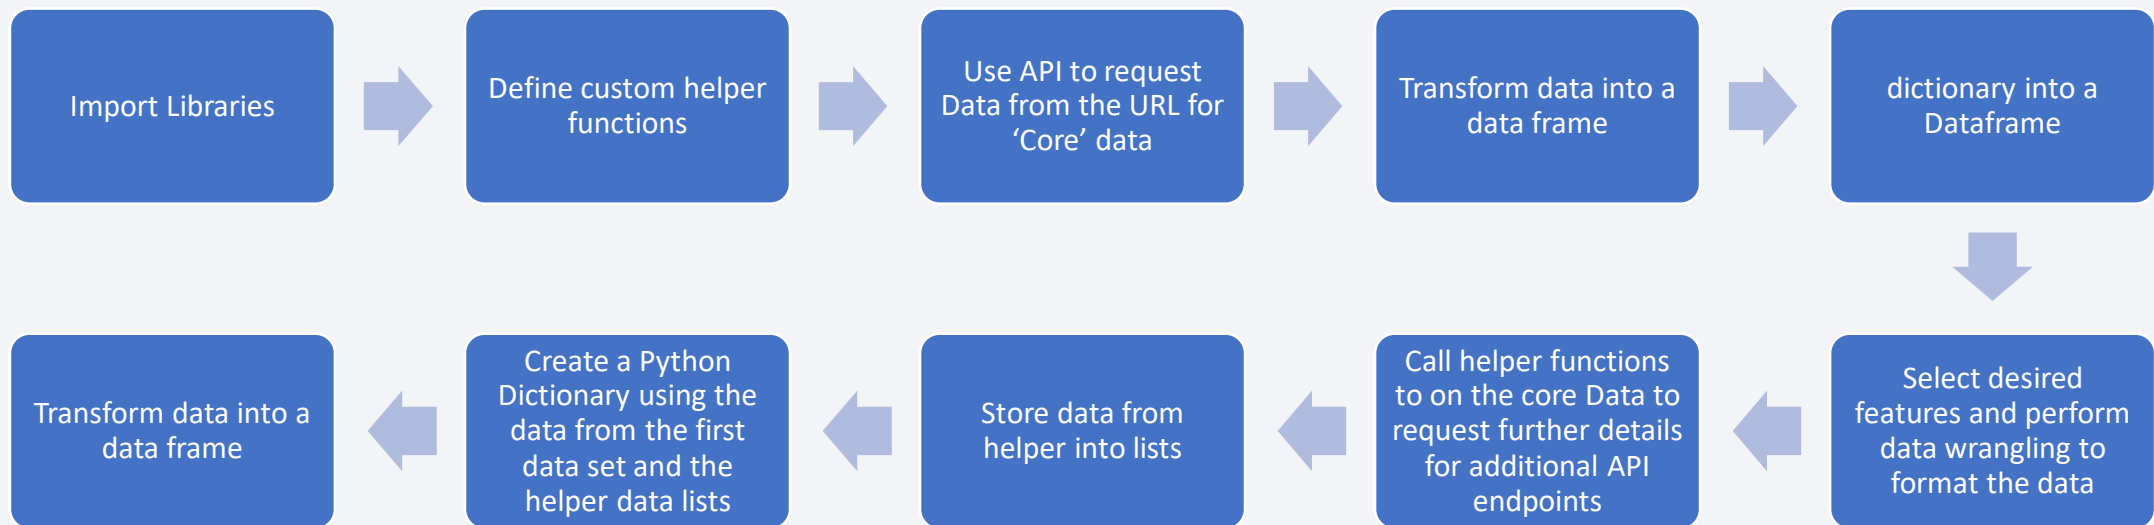 Import Libraries
Define custom helper
functions
Use API to request
Data from the URL for
‘Core’ data
Transform data into a
data frame
dictionary into a
Dataframe
Select desired
features and perform
data wrangling to
format the data
Call helper functions
to on the core Data to
request further details
for additional API
endpoints
Store data from
helper into lists
Create a Python
Dictionary using the
data from the first
data set and the
helper data lists
Transform data into a
data frame